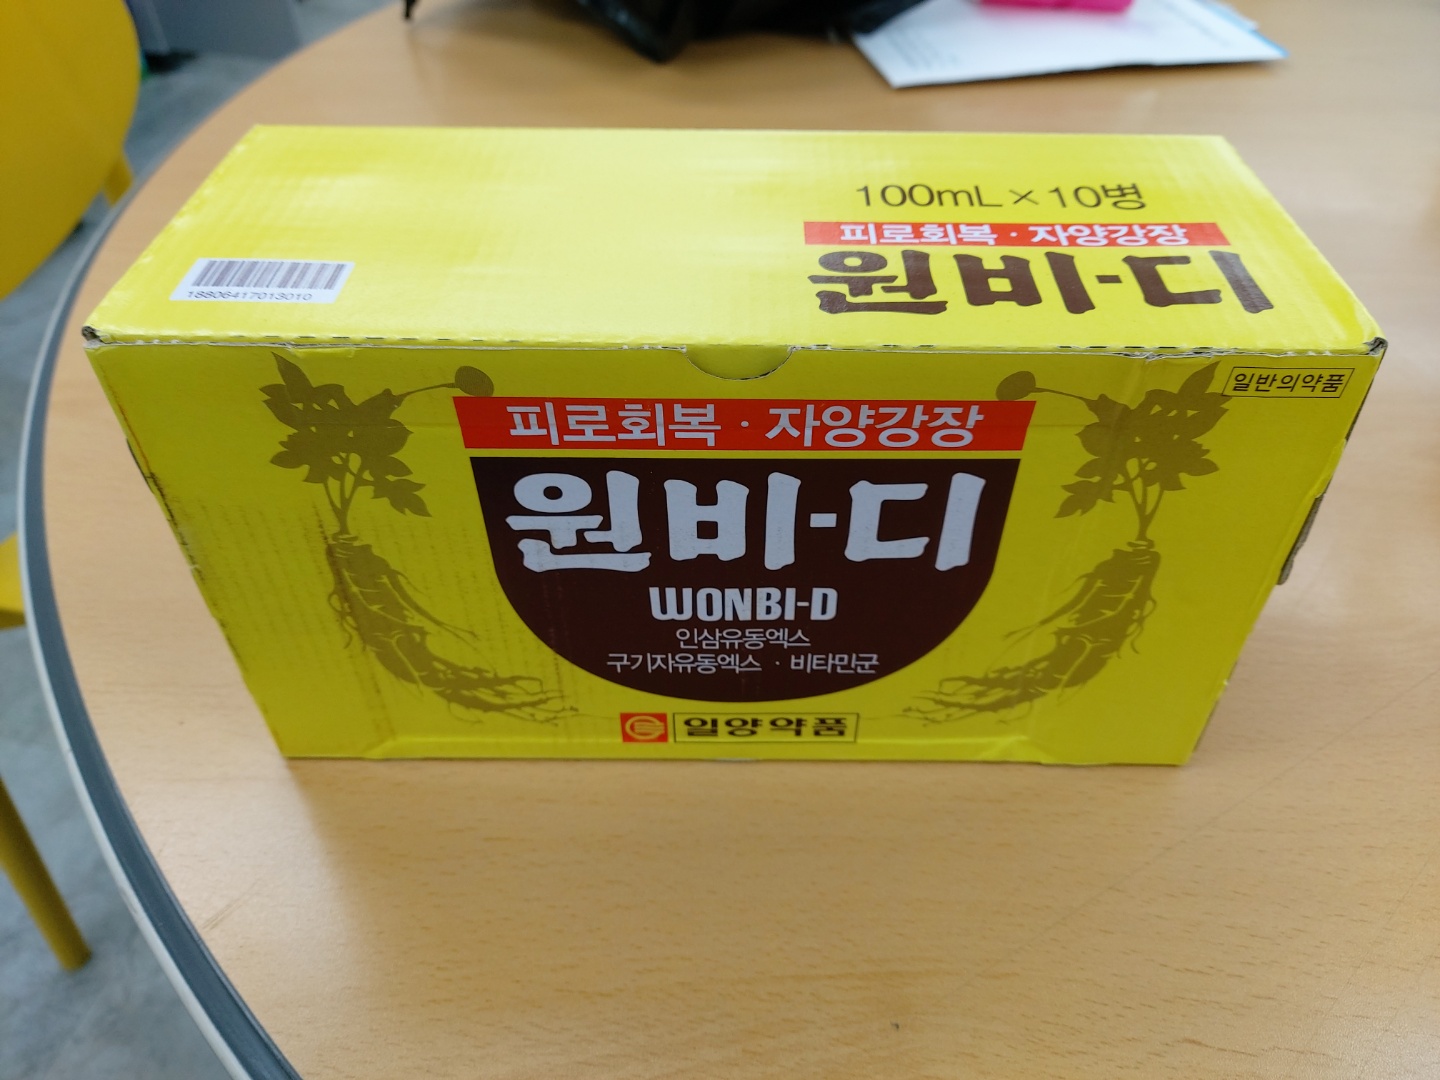 100mL×10병
피로회복·자양강장
원비-디
18806417013010
일반의약품
피로회복·자양강장
원비-디
WONBI-D
인삼유동엑스
구기자유동엑스 · 비타민군
일양약품